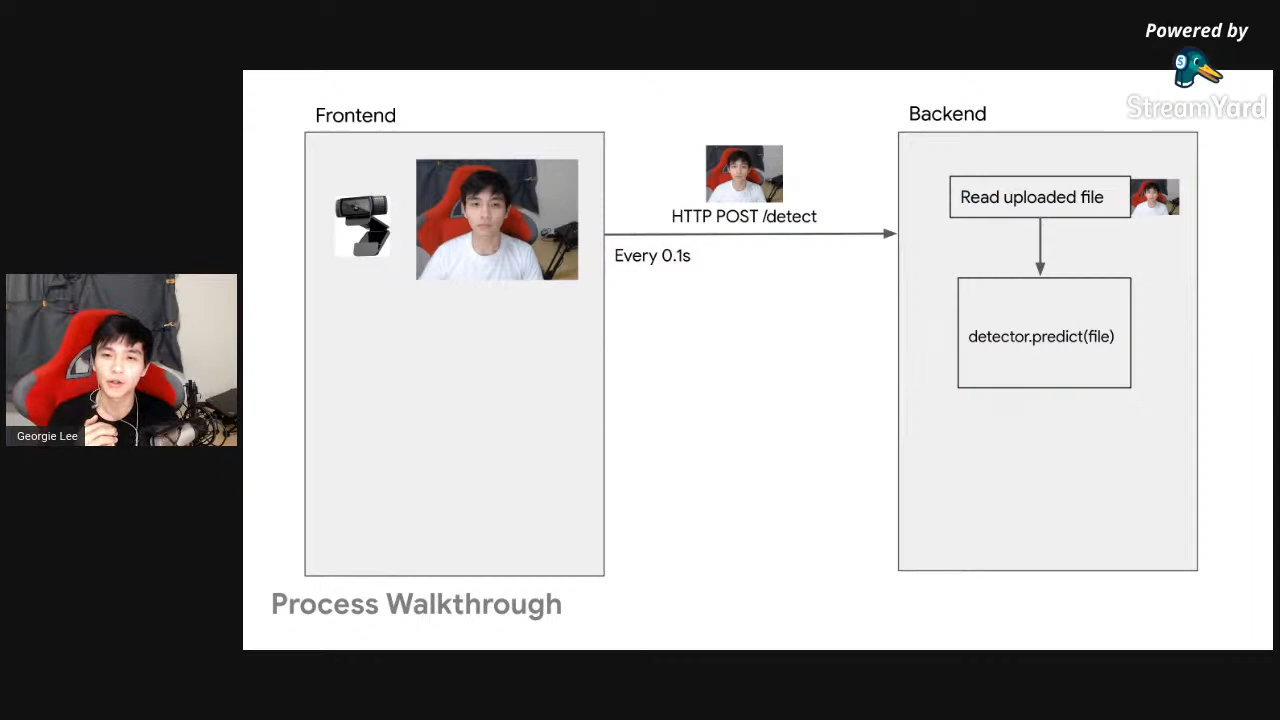 Powered by
StreamYard
Frontend
Backend
HTTP POST /detect
Every 0.1s
Read uploaded file
detector.predict(file)
Georgie Lee
Process Walkthrough